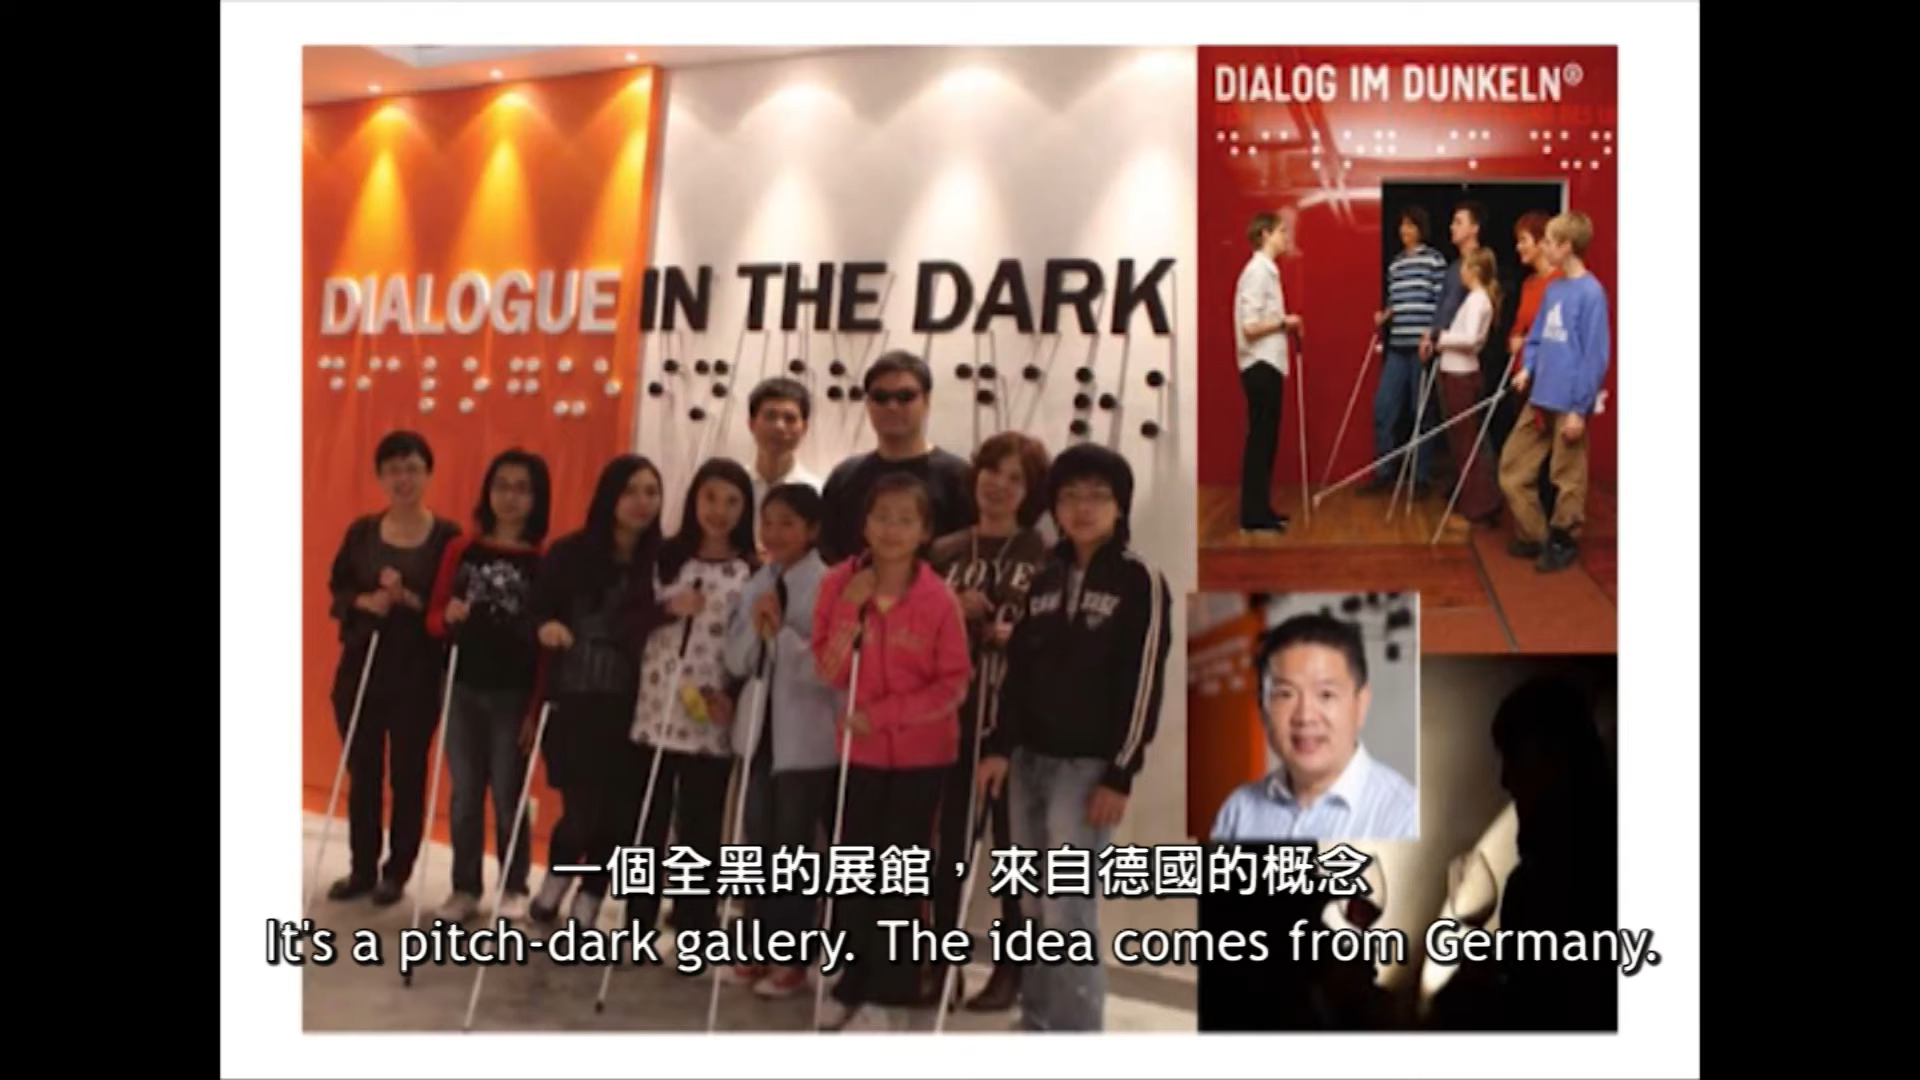 DIALOG IM DUNKELN®
DIALOGUE IN THE DARK
LOVE
一個全黑的展館，來自德國的概念
It's a pitch-dark gallery. The idea comes from Germany.